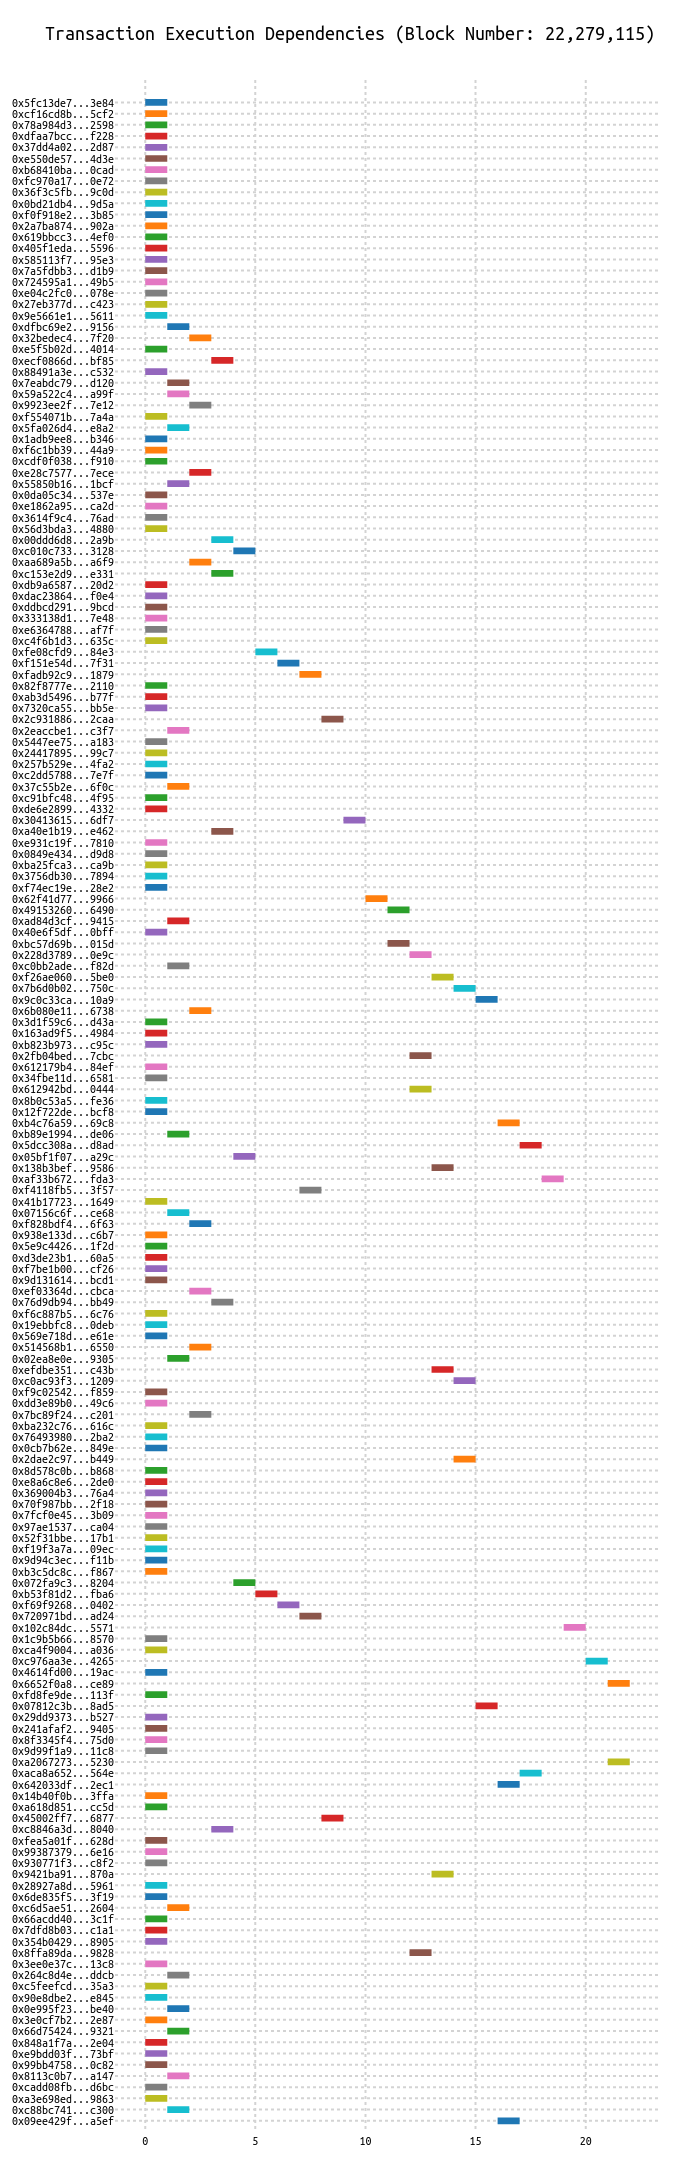 Transaction Execution Dependencies (Block Number: 22,279,115)
0x5fc13de7...3e84
0xcf16cd8b...5cf2
0x78a984d3...2598
0xdfaa7bcc...f228
0x37dd4a02...2d87
0xe550de57...4d3e
0xb68410ba...0cad
0xfc970a17...0e72
0x36f3c5fb...9c0d
0x0bd21db4...9d5a
0xf0f918e2...3b85
0x2a7ba874...902a
0x619bbcc3...4ef0
0x405f1eda...5596
0x585113f7...95e3
0x7a5fdbb3...d1b9
0x724595a1...49b5
0xe04c2fc0...078e
0x27eb377d...c423
0x9e5661e1...5611
0xdfbc69e2...9156
0x32bedec4...7f20
0xe5f5b02d...4014
0xecf0866d...bf85
0x88491a3e...c532
0x7eabdc79...d120
0x59a522c4...a99f
0x9923ee2f...7e12
0xf554071b...7a4a
0x5fa026d4...e8a2
0x1adb9ee8...b346
0xf6c1bb39...44a9
0xcdf0f038...f910
0xe28c7577...7ece
0x55850b16...1bcf
0x0da05c34...537e
0xe1862a95...ca2d
0x3614f9c4...76ad
0x56d3bda3...4880
0x00ddd6d8...2a9b
0xc010c733...3128
0xaa689a5b...a6f9
0xc153e2d9...e331
0xdb9a6587...20d2
0xdac23864...f0e4
0xddbcd291...9bcd
0x333138d1...7e48
0xe6364788...af7f
0xc4f6b1d3...635c
0xfe08cfd9...84e3
0xf151e54d...7f31
0xfadb92c9...1879
0x82f8777e...2110
0xab3d5496...b77f
0x7320ca55...bb5e
0x2c931886...2caa
0x2eaccbe1...c3f7
0x5447ee75...a183
0x24417895...99c7
0x257b529e...4fa2
0xc2dd5788...7e7f
0x37c55b2e...6f0c
0xc91bfc48...4f95
0xde6e2899...4332
0x30413615...6df7
0xa40e1b19...e462
0xe931c19f...7810
0x0849e434...d9d8
0xba25fca3...ca9b
0x3756db30...7894
0xf74ec19e...28e2
0x62f41d77...9966
0x49153260...6490
0xad84d3cf...9415
0x40e6f5df...0bff
0xbc57d69b...015d
0x228d3789...0e9c
0xc0bb2ade...f82d
0xf26ae060...5be0
0x7b6d0b02...750c
0x9c0c33ca...10a9
0x6b080e11...6738
0x3d1f59c6...d43a
0x163ad9f5...4984
0xb823b973...c95c
0x2fb04bed...7cbc
0x612179b4...84ef
0x34fbe11d...6581
0x612942bd...0444
0x8b0c53a5...fe36
0x12f722de...bcf8
0xb4c76a59...69c8
0xb89e1994...de06
0x5dcc308a...d8ad
0x05bf1f07...a29c
0x138b3bef...9586
0xaf33b672...fda3
0xf4118fb5...3f57
0x41b17723...1649
0x07156c6f...ce68
0xf828bdf4...6f63
0x938e133d...c6b7
0x5e9c4426...1f2d
0xd3de23b1...60a5
0xf7be1b00...cf26
0x9d131614...bcd1
0xef03364d...cbca
0x76d9db94...bb49
0xf6c887b5...6c76
0x19ebbfc8...0deb
0x569e718d...e61e
0x514568b1...6550
0x02ea8e0e...9305
0xefdbe351...c43b
0xc0ac93f3...1209
0xf9c02542...f859
0xdd3e89b0...49c6
0x7bc89f24...c201
0xba232c76...616c
0x76493980...2ba2
0x0cb7b62e...849e
0x2dae2c97...b449
0x8d578c0b...b868
0xe8a6c8e6...2de0
0x369004b3...76a4
0x70f987bb...2f18
0x7fcf0e45...3b09
0x97ae1537...ca04
0x52f31bbe...17b1
0xf19f3a7a...09ec
0x9d94c3ec...f11b
0xb3c5dc8c...f867
0x072fa9c3...8204
0xb53f81d2...fba6
0xf69f9268...0402
0x720971bd...ad24
0x102c84dc...5571
0x1c9b5b66...8570
0xca4f9004...a036
0xc976aa3e...4265
0x4614fd00...19ac
0x6652f0a8...ce89
0xfd8fe9de...113f
0x07812c3b...8ad5
0x29dd9373...b527
0x241afaf2...9405
0x8f3345f4...75d0
0x9d99f1a9...11c8
0xa2067273...5230
0xaca8a652...564e
0x642033df...2ec1
0x14b40f0b...3ffa
0xa618d851...cc5d
0x45002ff7...6877
0xc8846a3d...8040
0xfea5a01f...628d
0x99387379...6e16
0x930771f3...c8f2
0x9421ba91...870a
0x28927a8d...5961
0x6de835f5...3f19
0xc6d5ae51...2604
0x66acdd40...3c1f
0x7dfd8b03...c1a1
0x354b0429...8905
0x8ffa89da...9828
0x3ee0e37c...13c8
0x264c8d4e...ddcb
0xc5feefcd...35a3
0x90e8dbe2...e845
0x0e995f23...be40
0x3e0cf7b2...2e87
0x66d75424...9321
0x848a1f7a...2e04
0xe9bdd03f...73bf
0x99bb4758...0c82
0x8113c0b7...a147
0xcadd08fb...d6bc
0xa3e698ed...9863
0xc88bc741...c300
0x09ee429f...a5ef
0 5 10 15 20